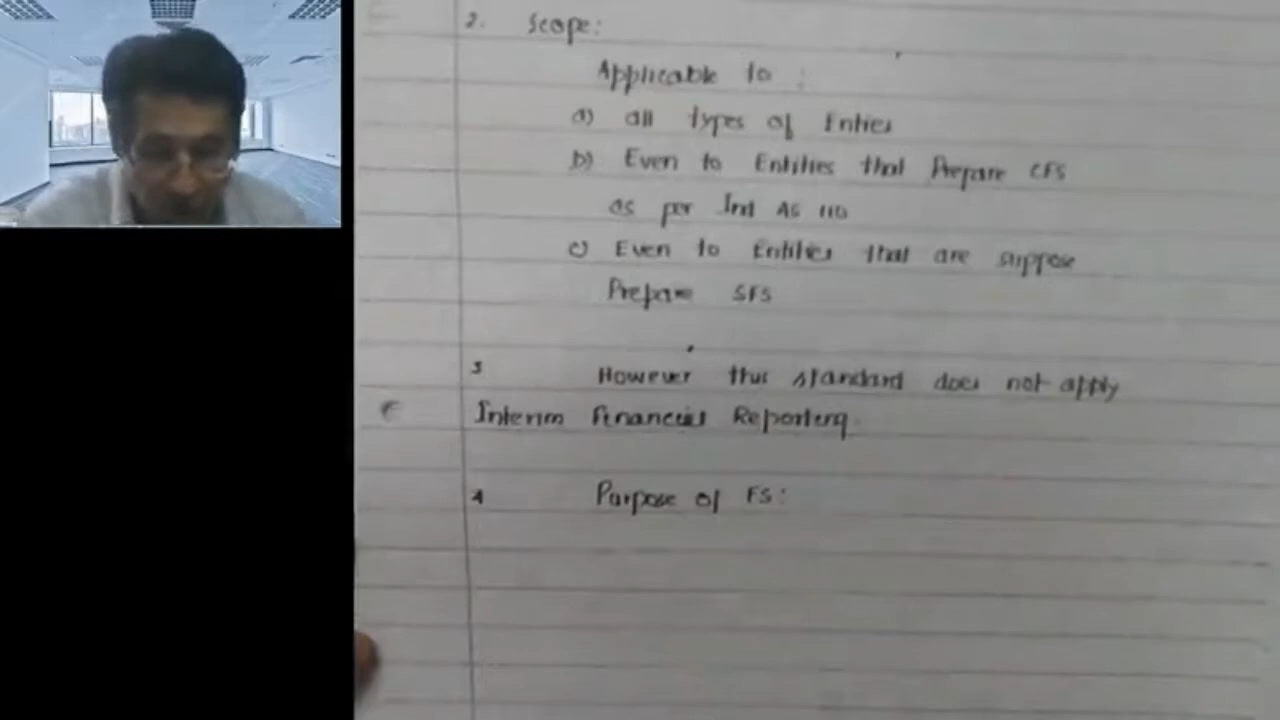 2. Scope:
Applicable to :
a) all types of Enties
b) Even to Entities that Prepare CFS
as per Ind AS 110
c) Even to Entities that are suppose
Prepare SFS
3 However this standard does not apply
Interim Financial Reporting.
4 Purpose of FS: